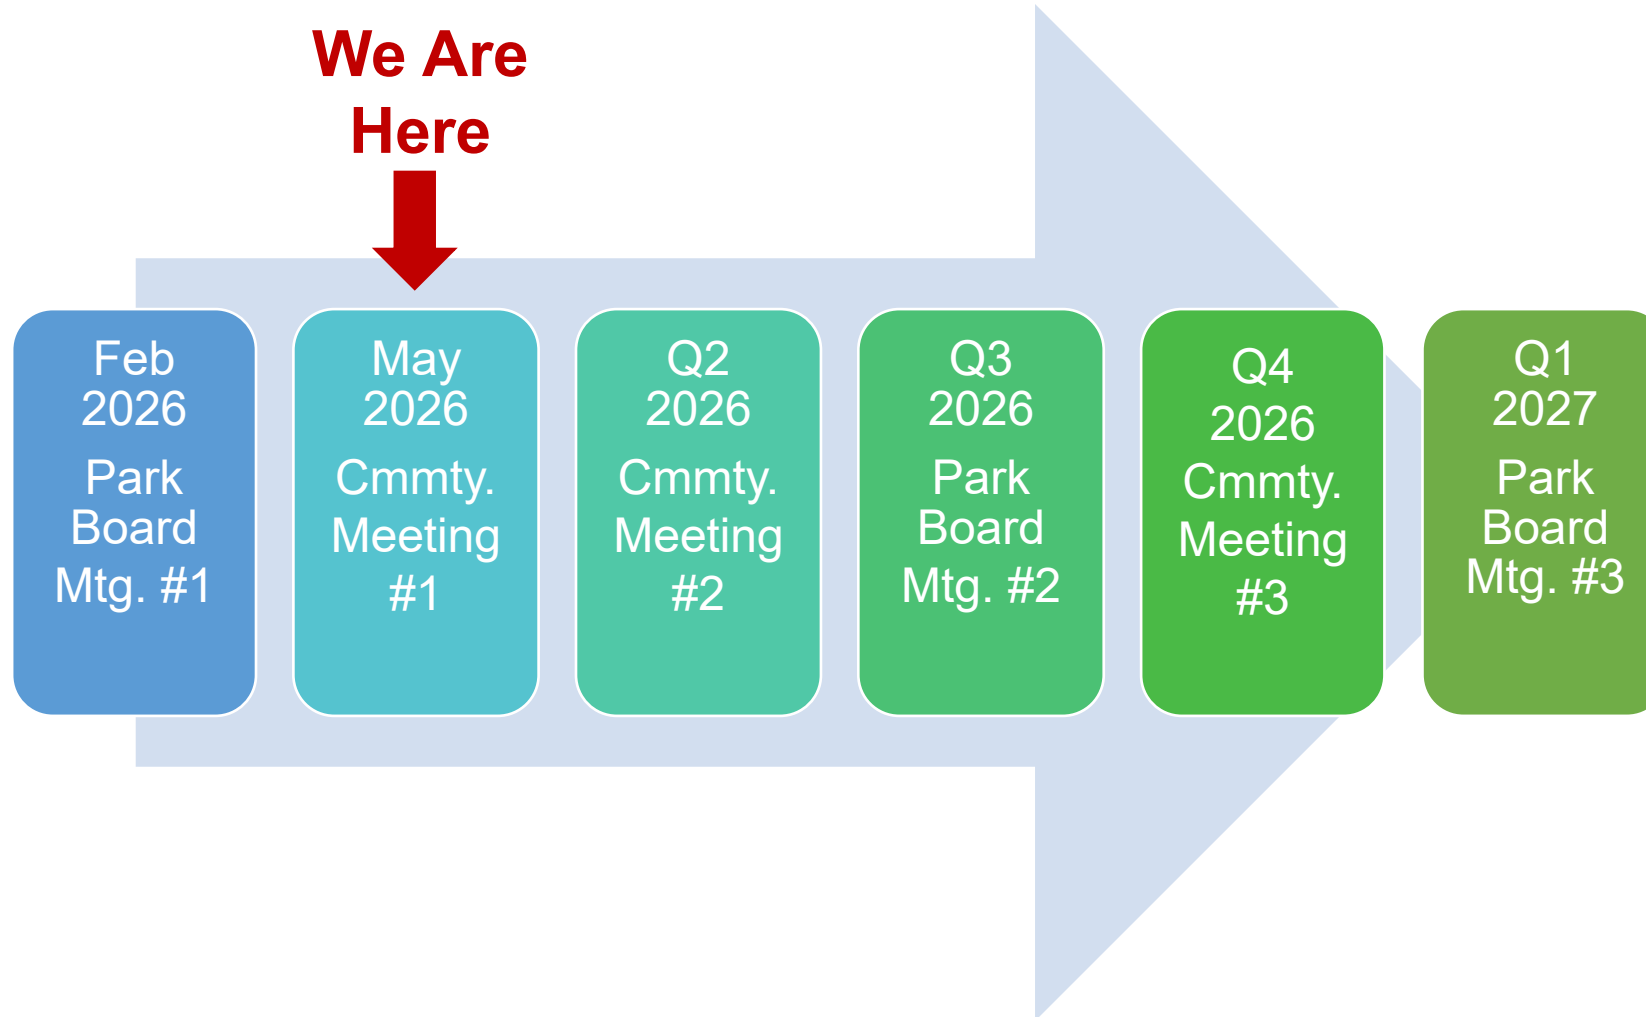 We Are
Here
Feb
2026
Park
Board
Mtg. #1
May
2026
Cmmty.
Meeting
#1
Q2
2026
Cmmty.
Meeting
#2
Q3
2026
Park
Board
Mtg. #2
Q4
2026
Cmmty.
Meeting
#3
Q1
2027
Park
Board
Mtg. #3